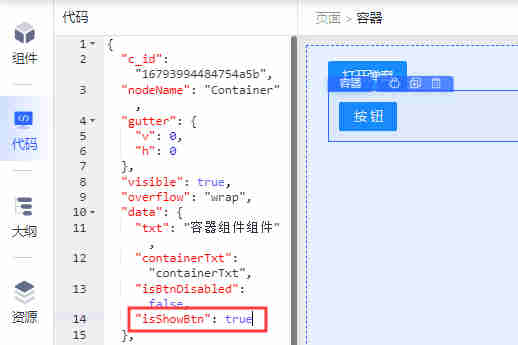 组件
代码
大纲
资源
代码
1 {
2 "c_id":
"16793994484754a5b",
3 "nodeName": "Container"
,
4 "gutter": {
5 "v": 0,
6 "h": 0
7 },
8 "visible": true,
9 "overflow": "wrap",
10 "data": {
11 "txt": "容器组件组件"
,
12 "containerTxt":
"containerTxt",
13 "isBtnDisabled":
false,
14 "isShowBtn": true
15 },
页面 > 容器
容器
按钮